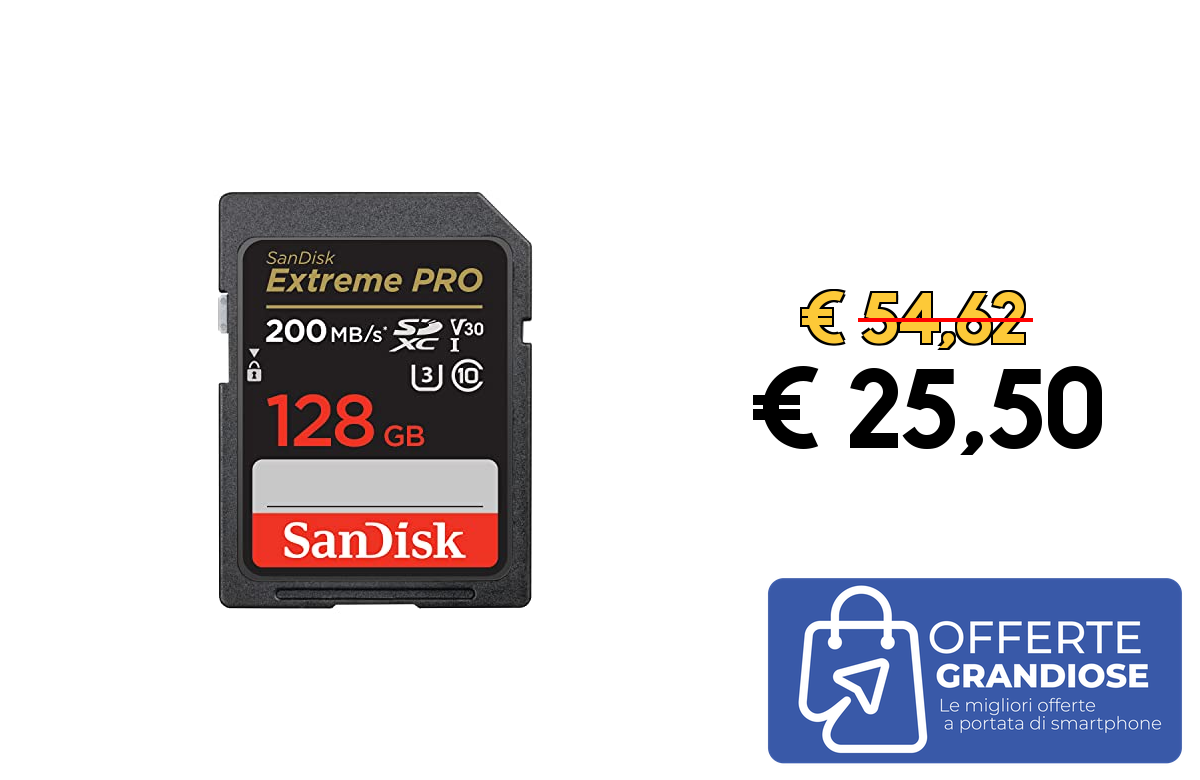 SanDisk
Extreme PRO
200 MB/s* SD XC V30 I
3 10
128 GB
SanDisk
€ 54,62
€ 25,50
OFFERTE
GRANDIOSE
Le migliori offerte
a portata di smartphone